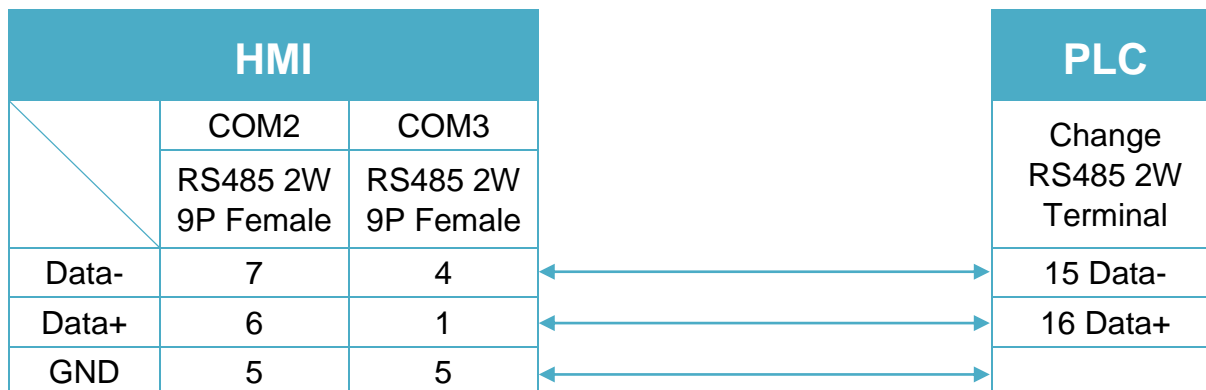 HMI PLC
COM2 COM3
Change
RS485 2W
Terminal
RS485 2W
9P Female
RS485 2W
9P Female
Data- 7 4 15 Data-
Data+ 6 1 16 Data+
GND 5 5